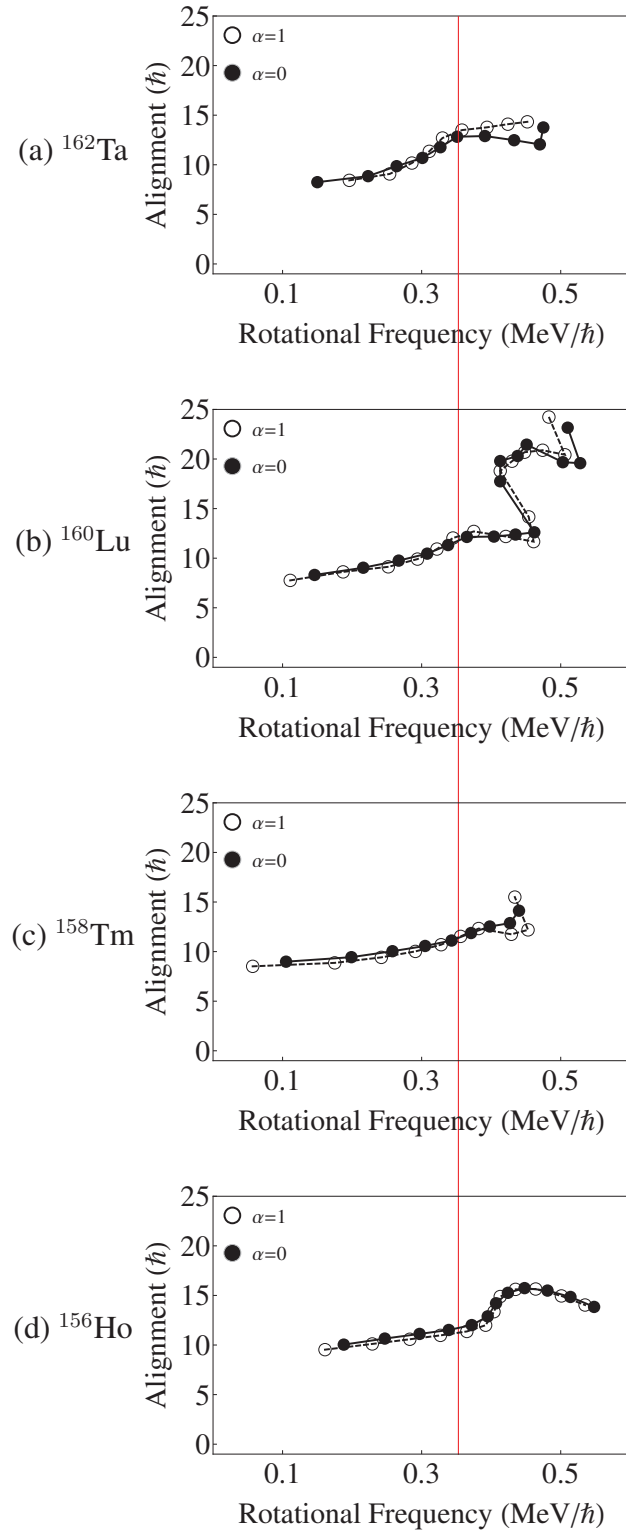 25
20
15
10
5
0
Alignment (ħ)
α=1
α=0
(a) ¹⁶²Ta
0.1 0.3 0.5
Rotational Frequency (MeV/ħ)
25
20
15
10
5
0
Alignment (ħ)
α=1
α=0
(b) ¹⁶⁰Lu
0.1 0.3 0.5
Rotational Frequency (MeV/ħ)
25
20
15
10
5
0
Alignment (ħ)
α=1
α=0
(c) ¹⁵⁸Tm
0.1 0.3 0.5
Rotational Frequency (MeV/ħ)
25
20
15
10
5
0
Alignment (ħ)
α=1
α=0
(d) ¹⁵⁶Ho
0.1 0.3 0.5
Rotational Frequency (MeV/ħ)